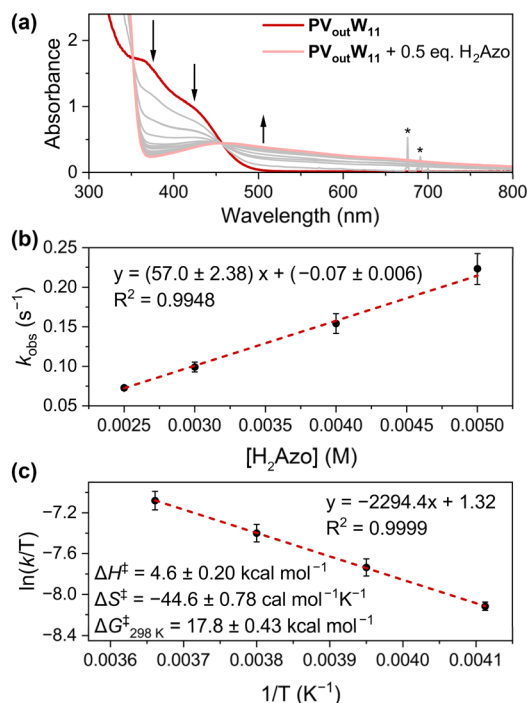 (a)
PVoutW11
PVoutW11 + 0.5 eq. H2Azo
Absorbance
2
1
0
* *
300 400 500 600 700 800
Wavelength (nm)
(b)
y = (57.0 ± 2.38) x + (−0.07 ± 0.006)
R² = 0.9948
kobs (s⁻¹)
0.25
0.20
0.15
0.10
0.05
0.0025 0.0030 0.0035 0.0040 0.0045 0.0050
[H2Azo] (M)
(c)
y = −2294.4x + 1.32
R² = 0.9999
ln(k/T)
−7.2
−7.6
−8.0
−8.4
ΔH‡ = 4.6 ± 0.20 kcal mol⁻¹
ΔS‡ = −44.6 ± 0.78 cal mol⁻¹K⁻¹
ΔG‡298 K = 17.8 ± 0.43 kcal mol⁻¹
0.0036 0.0037 0.0038 0.0039 0.0040 0.0041
1/T (K⁻¹)